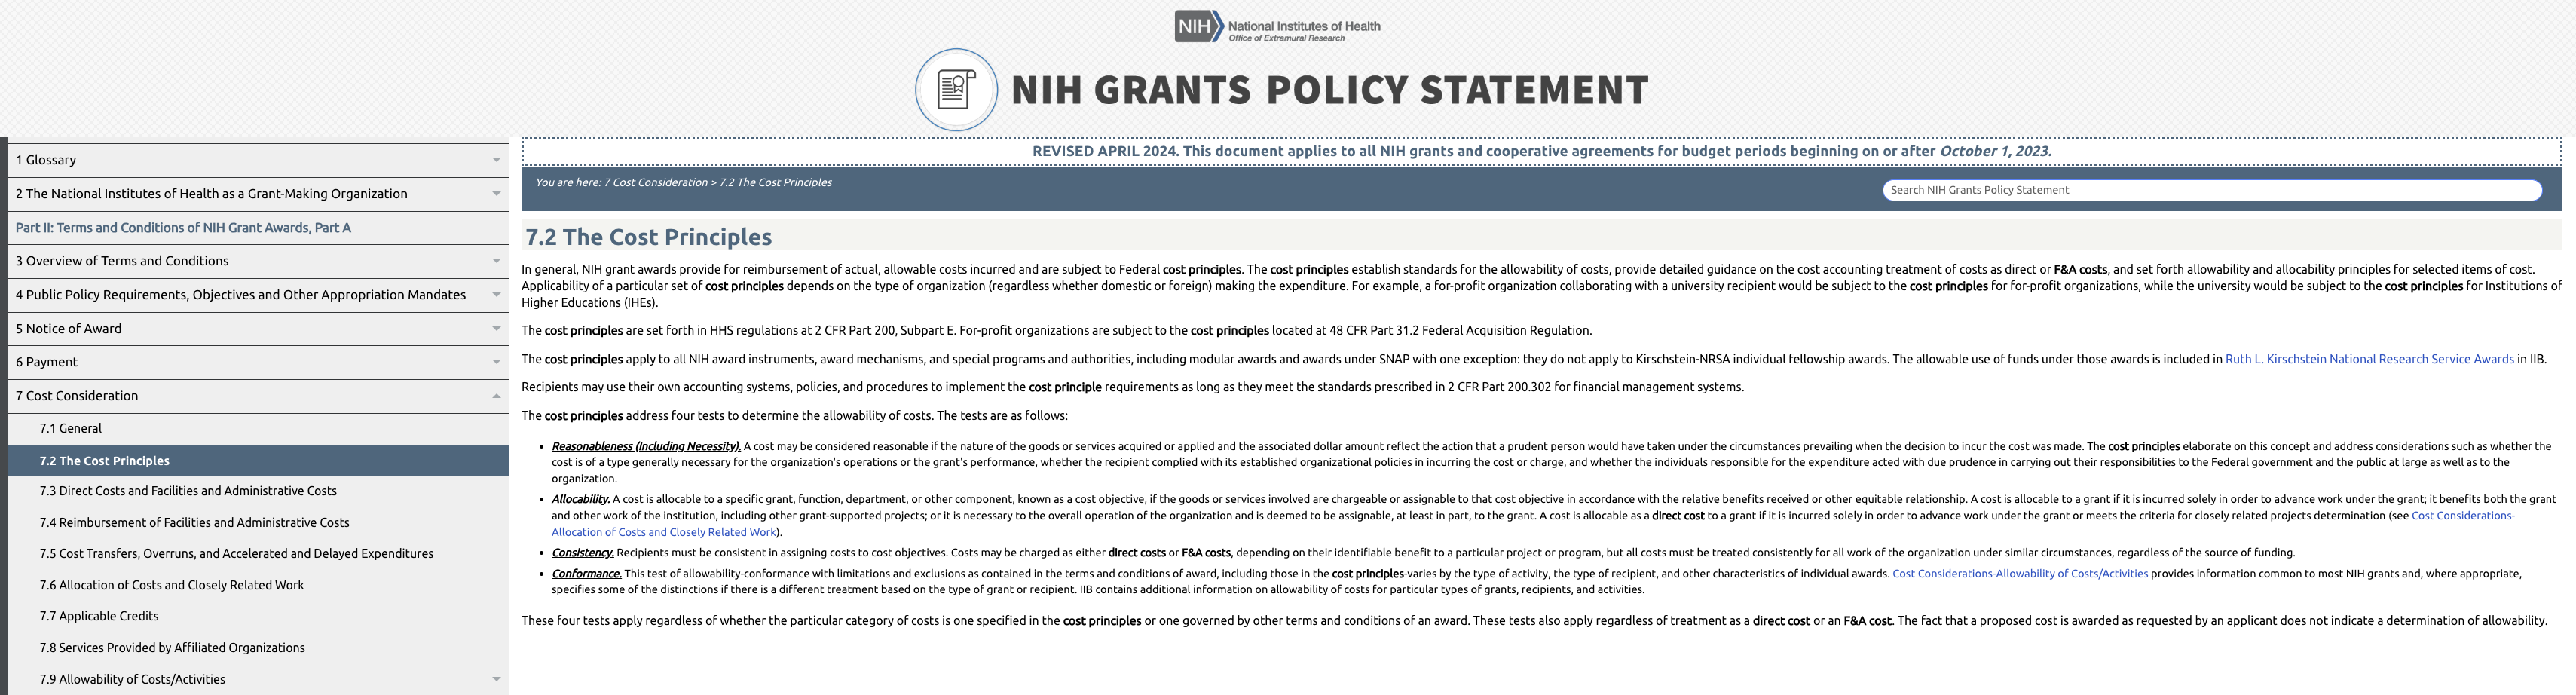 NIH National Institutes of Health
Office of Extramural Research
NIH GRANTS POLICY STATEMENT
1 Glossary
2 The National Institutes of Health as a Grant-Making Organization
Part II: Terms and Conditions of NIH Grant Awards, Part A
3 Overview of Terms and Conditions
4 Public Policy Requirements, Objectives and Other Appropriation Mandates
5 Notice of Award
6 Payment
7 Cost Consideration
7.1 General
7.2 The Cost Principles
7.3 Direct Costs and Facilities and Administrative Costs
7.4 Reimbursement of Facilities and Administrative Costs
7.5 Cost Transfers, Overruns, and Accelerated and Delayed Expenditures
7.6 Allocation of Costs and Closely Related Work
7.7 Applicable Credits
7.8 Services Provided by Affiliated Organizations
7.9 Allowability of Costs/Activities
REVISED APRIL 2024. This document applies to all NIH grants and cooperative agreements for budget periods beginning on or after October 1, 2023.
You are here: 7 Cost Consideration > 7.2 The Cost Principles
Search NIH Grants Policy Statement
7.2 The Cost Principles
In general, NIH grant awards provide for reimbursement of actual, allowable costs incurred and are subject to Federal cost principles. The cost principles establish standards for the allowability of costs, provide detailed guidance on the cost accounting treatment of costs as direct or F&A costs, and set forth allowability and allocability principles for selected items of cost.
Applicability of a particular set of cost principles depends on the type of organization (regardless whether domestic or foreign) making the expenditure. For example, a for-profit organization collaborating with a university recipient would be subject to the cost principles for for-profit organizations, while the university would be subject to the cost principles for Institutions of
Higher Educations (IHEs).
The cost principles are set forth in HHS regulations at 2 CFR Part 200, Subpart E. For-profit organizations are subject to the cost principles located at 48 CFR Part 31.2 Federal Acquisition Regulation.
The cost principles apply to all NIH award instruments, award mechanisms, and special programs and authorities, including modular awards and awards under SNAP with one exception: they do not apply to Kirschstein-NRSA individual fellowship awards. The allowable use of funds under those awards is included in Ruth L. Kirschstein National Research Service Awards in IIB.
Recipients may use their own accounting systems, policies, and procedures to implement the cost principle requirements as long as they meet the standards prescribed in 2 CFR Part 200.302 for financial management systems.
The cost principles address four tests to determine the allowability of costs. The tests are as follows:
• Reasonableness (Including Necessity). A cost may be considered reasonable if the nature of the goods or services acquired or applied and the associated dollar amount reflect the action that a prudent person would have taken under the circumstances prevailing when the decision to incur the cost was made. The cost principles elaborate on this concept and address considerations such as whether the
cost is of a type generally necessary for the organization's operations or the grant's performance, whether the recipient complied with its established organizational policies in incurring the cost or charge, and whether the individuals responsible for the expenditure acted with due prudence in carrying out their responsibilities to the Federal government and the public at large as well as to the
organization.
• Allocability. A cost is allocable to a specific grant, function, department, or other component, known as a cost objective, if the goods or services involved are chargeable or assignable to that cost objective in accordance with the relative benefits received or other equitable relationship. A cost is allocable to a grant if it is incurred solely in order to advance work under the grant; it benefits both the grant
and other work of the institution, including other grant-supported projects; or it is necessary to the overall operation of the organization and is deemed to be assignable, at least in part, to the grant. A cost is allocable as a direct cost to a grant if it is incurred solely in order to advance work under the grant or meets the criteria for closely related projects determination (see Cost Considerations-
Allocation of Costs and Closely Related Work).
• Consistency. Recipients must be consistent in assigning costs to cost objectives. Costs may be charged as either direct costs or F&A costs, depending on their identifiable benefit to a particular project or program, but all costs must be treated consistently for all work of the organization under similar circumstances, regardless of the source of funding.
• Conformance. This test of allowability-conformance with limitations and exclusions as contained in the terms and conditions of award, including those in the cost principles-varies by the type of activity, the type of recipient, and other characteristics of individual awards. Cost Considerations-Allowability of Costs/Activities provides information common to most NIH grants and, where appropriate,
specifies some of the distinctions if there is a different treatment based on the type of grant or recipient. IIB contains additional information on allowability of costs for particular types of grants, recipients, and activities.
These four tests apply regardless of whether the particular category of costs is one specified in the cost principles or one governed by other terms and conditions of an award. These tests also apply regardless of treatment as a direct cost or an F&A cost. The fact that a proposed cost is awarded as requested by an applicant does not indicate a determination of allowability.